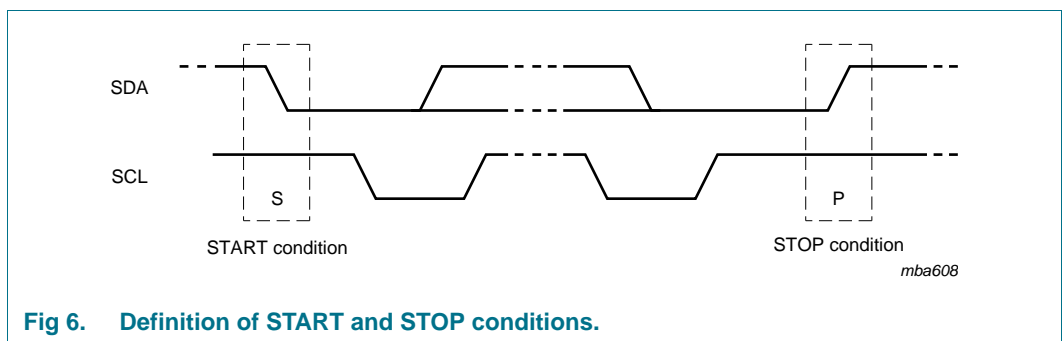 SDA
SCL
S
P
START condition
STOP condition
mba608
Fig 6. Definition of START and STOP conditions.